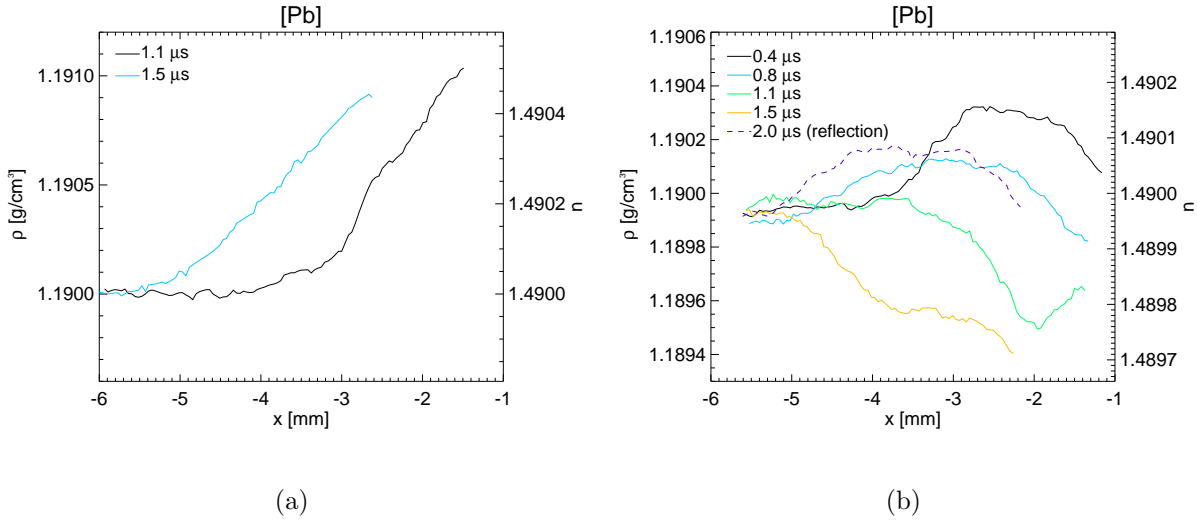 [Pb]
1.1 μs
1.5 μs
1.1910
1.1905
1.1900
ρ [g/cm³]
1.4904
1.4902
1.4900
n
-6 -5 -4 -3 -2 -1
x [mm]
(a)
[Pb]
0.4 μs
0.8 μs
1.1 μs
1.5 μs
2.0 μs (reflection)
1.1906
1.1904
1.1902
1.1900
1.1898
1.1896
1.1894
ρ [g/cm³]
1.4902
1.4901
1.4900
1.4899
1.4898
1.4897
n
-6 -5 -4 -3 -2 -1
x [mm]
(b)